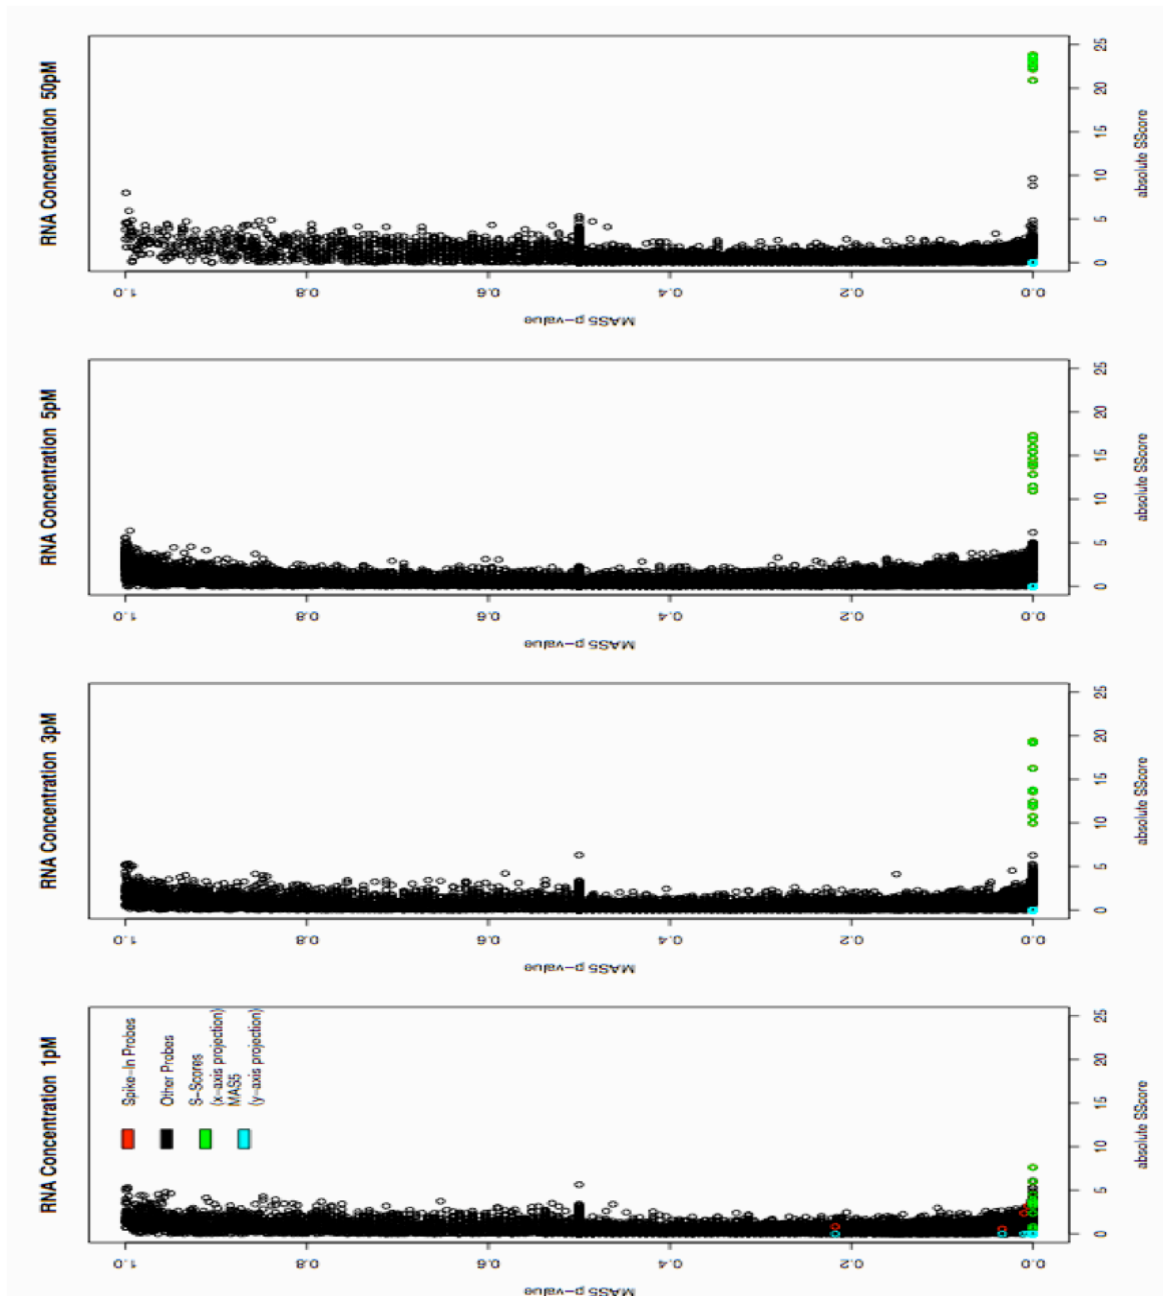 RNA Concentration 1pM
Spike-In Probes
Other Probes
S-Scores
(x-axis projection)
MAS5
(y-axis projection)
MAS5 p-value
1.0
0.8
0.6
0.4
0.2
0.0
0 5 10 15 20 25
absolute SScore
RNA Concentration 3pM
MAS5 p-value
1.0
0.8
0.6
0.4
0.2
0.0
0 5 10 15 20 25
absolute SScore
RNA Concentration 5pM
MAS5 p-value
1.0
0.8
0.6
0.4
0.2
0.0
0 5 10 15 20 25
absolute SScore
RNA Concentration 50pM
MAS5 p-value
1.0
0.8
0.6
0.4
0.2
0.0
0 5 10 15 20 25
absolute SScore